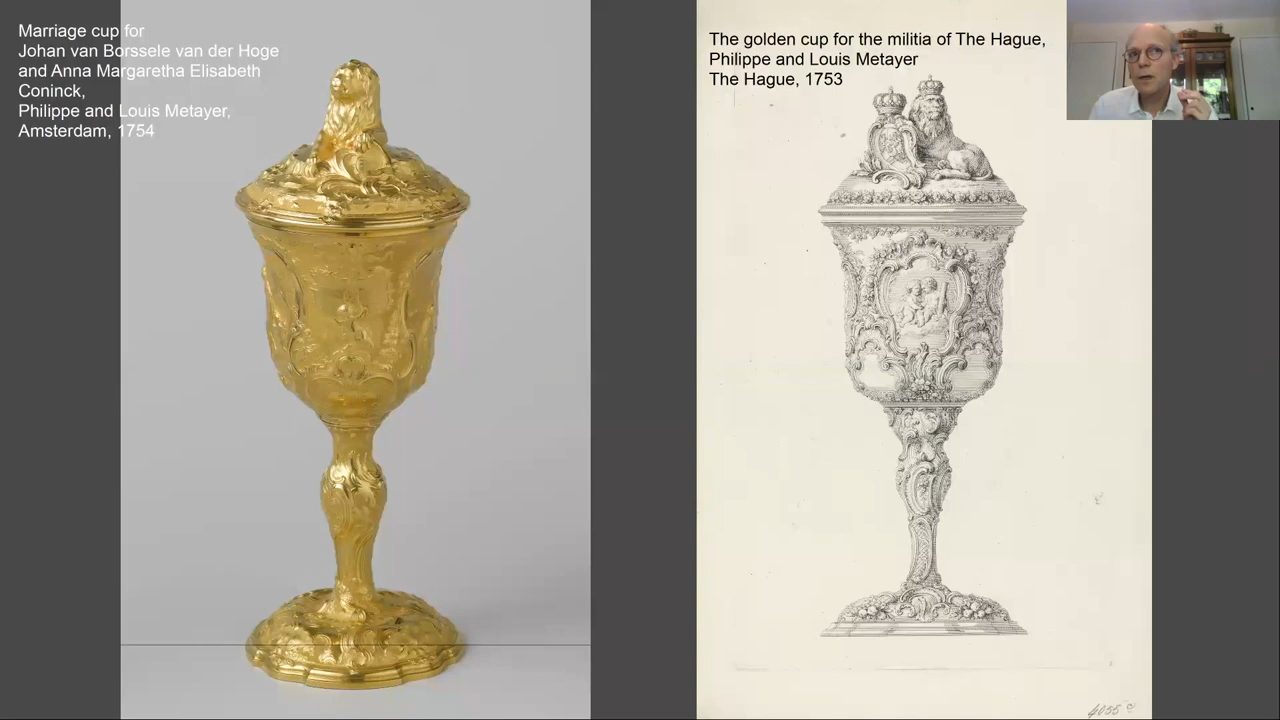 Marriage cup for
Johan van Borssele van der Hoge
and Anna Margaretha Elisabeth
Coninck,
Philippe and Louis Metayer,
Amsterdam, 1754
The golden cup for the militia of The Hague,
Philippe and Louis Metayer
The Hague, 1753
4055 c